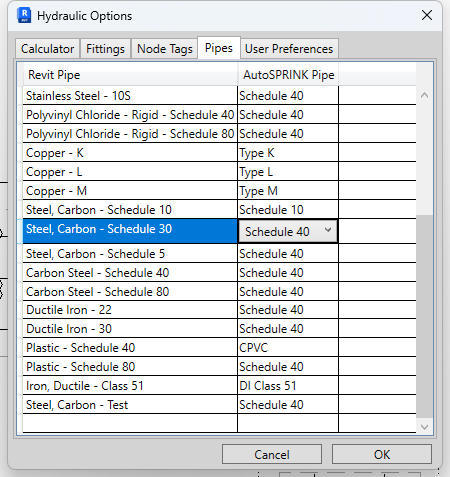 Hydraulic Options
Calculator Fittings Node Tags Pipes User Preferences
Revit Pipe AutoSPRINK Pipe
Stainless Steel - 10S Schedule 40
Polyvinyl Chloride - Rigid - Schedule 40 Schedule 40
Polyvinyl Chloride - Rigid - Schedule 80 Schedule 40
Copper - K Type K
Copper - L Type L
Copper - M Type M
Steel, Carbon - Schedule 10 Schedule 10
Steel, Carbon - Schedule 30 Schedule 40
Steel, Carbon - Schedule 5 Schedule 40
Carbon Steel - Schedule 40 Schedule 40
Carbon Steel - Schedule 80 Schedule 40
Ductile Iron - 22 Schedule 40
Ductile Iron - 30 Schedule 40
Plastic - Schedule 40 CPVC
Plastic - Schedule 80 Schedule 40
Iron, Ductile - Class 51 DI Class 51
Steel, Carbon - Test Schedule 40
Cancel OK